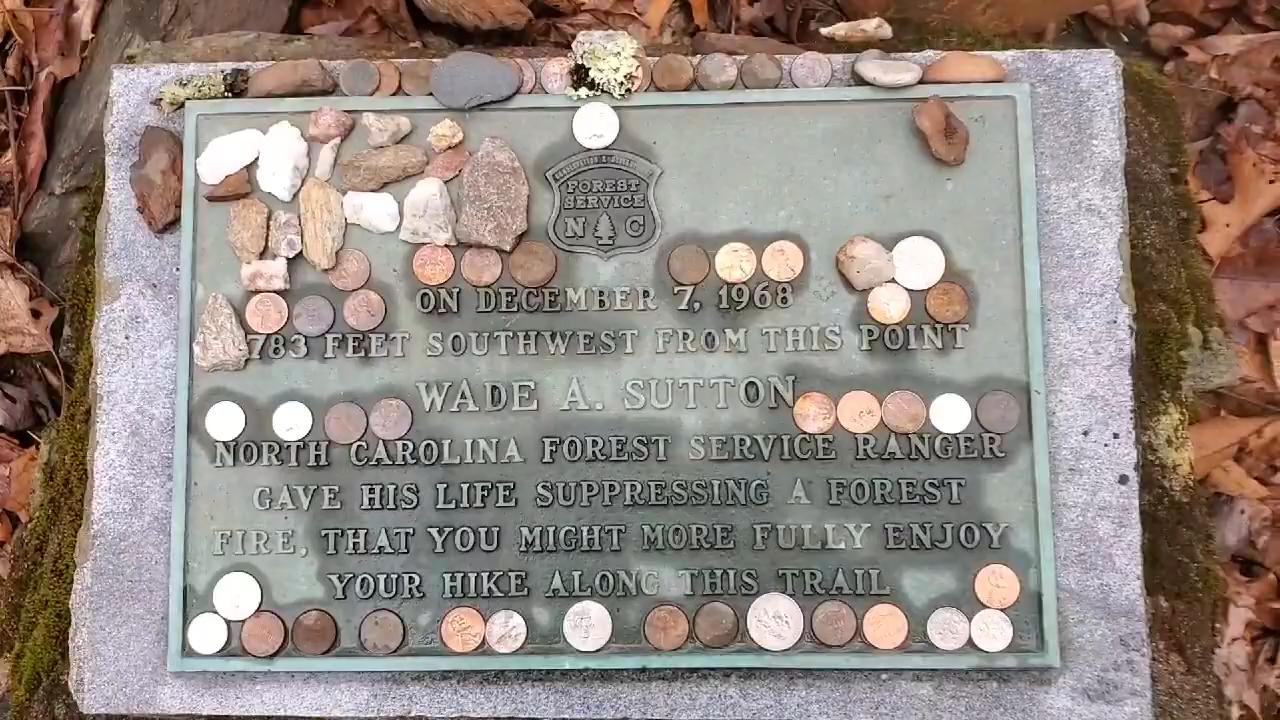 FOREST
SERVICE
N C
ON DECEMBER 7, 1968
783 FEET SOUTHWEST FROM THIS POINT
WADE A. SUTTON
NORTH CAROLINA FOREST SERVICE RANGER
GAVE HIS LIFE SUPPRESSING A FOREST
FIRE, THAT YOU MIGHT MORE FULLY ENJOY
YOUR HIKE ALONG THIS TRAIL